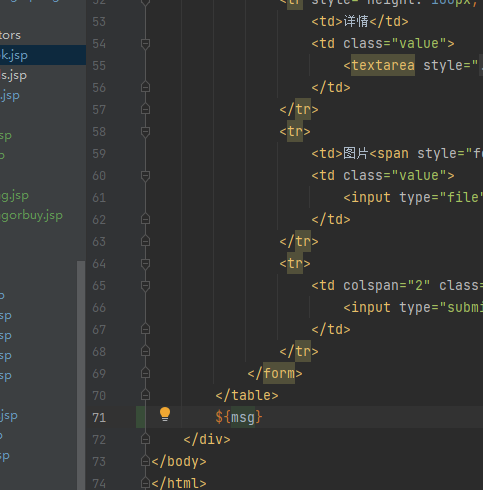 tors
k.jsp
s.jsp
.jsp
sp
p
g.jsp
igorbuy.jsp
p
sp
sp
sp
sp
.jsp
p
sp
52 <tr style="height: 100px;
53 <td>详情</td>
54 <td class="value">
55 <textarea style=".
56 </td>
57 </tr>
58 <tr>
59 <td>图片<span style="fo
60 <td class="value">
61 <input type="file"
62 </td>
63 </tr>
64 <tr>
65 <td colspan="2" class=
66 <input type="submi
67 </td>
68 </tr>
69 </form>
70 </table>
71 ${msg}
72 </div>
73 </body>
74 </html>